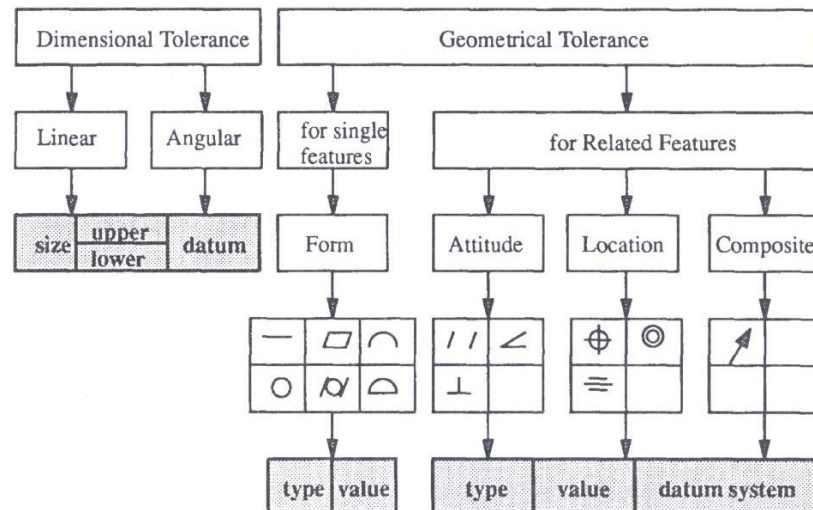 Dimensional Tolerance
Geometrical Tolerance
Linear
Angular
for single
features
for Related Features
size
upper
lower
datum
Form
Attitude
Location
Composite
type
value
type
value
datum system